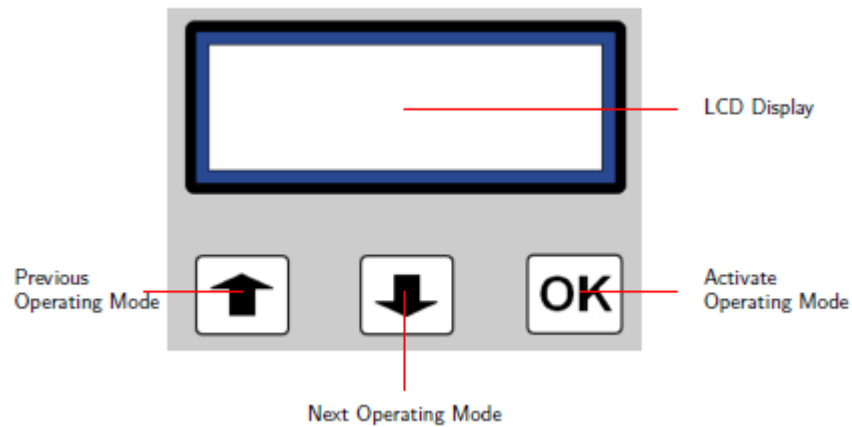 LCD Display
Previous
Operating Mode
OK
Activate
Operating Mode
Next Operating Mode